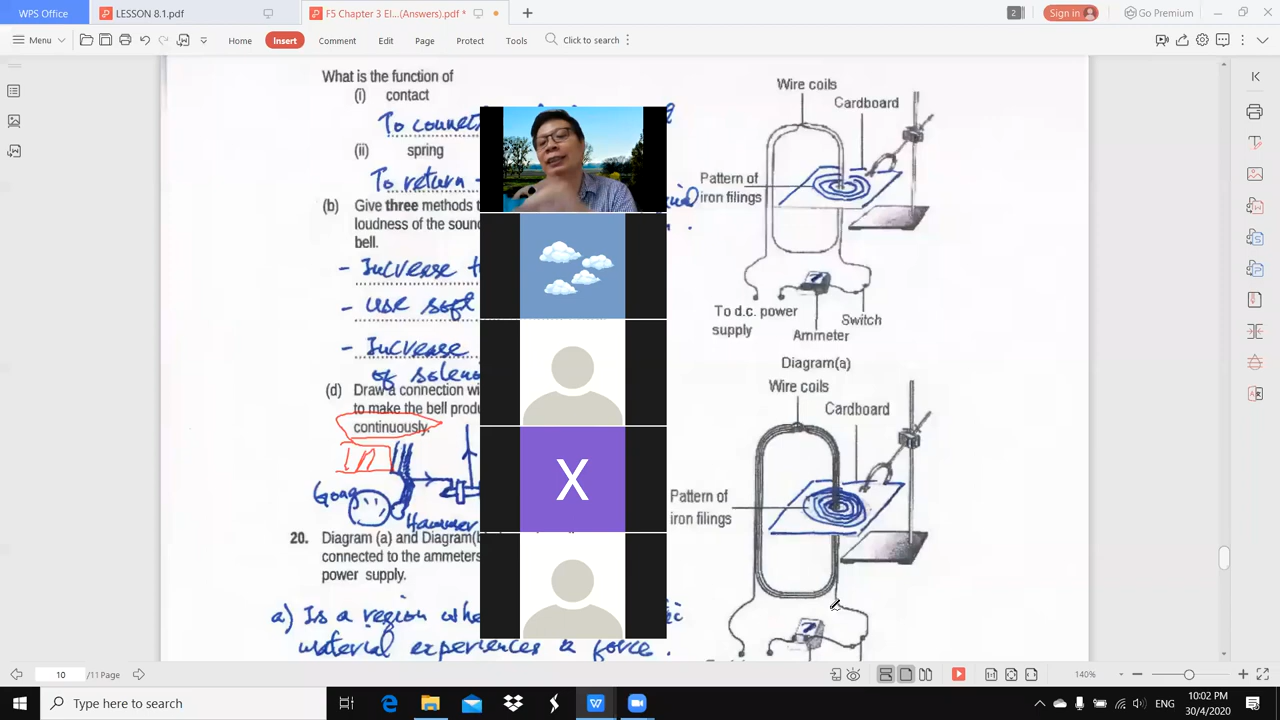 WPS Office
LESSON 8.1.pdf
F5 Chapter 3 El...(Answers).pdf *
2
Sign in
Go Premium
Menu
Home
Insert
Comment
Edit
Page
Protect
Tools
Click to search
What is the function of
(i) contact
To connect
(ii) spring
To return
(b) Give three methods t
loudness of the soun
bell.
- Increase t
- use soft
- Increase
of solen
(d) Draw a connection wi
to make the bell produ
continuously.
Gong
Hammer
20. Diagram (a) and Diagram(b
connected to the ammeters
power supply.
a) Is a region whe
material experiences a force.
Wire coils
Cardboard
Pattern of
iron filings
To d.c. power
supply
Ammeter
Switch
Diagram(a)
Wire coils
Cardboard
Pattern of
iron filings
X
10 /11 Page
140%
Type here to search
ENG
10:02 PM
30/4/2020